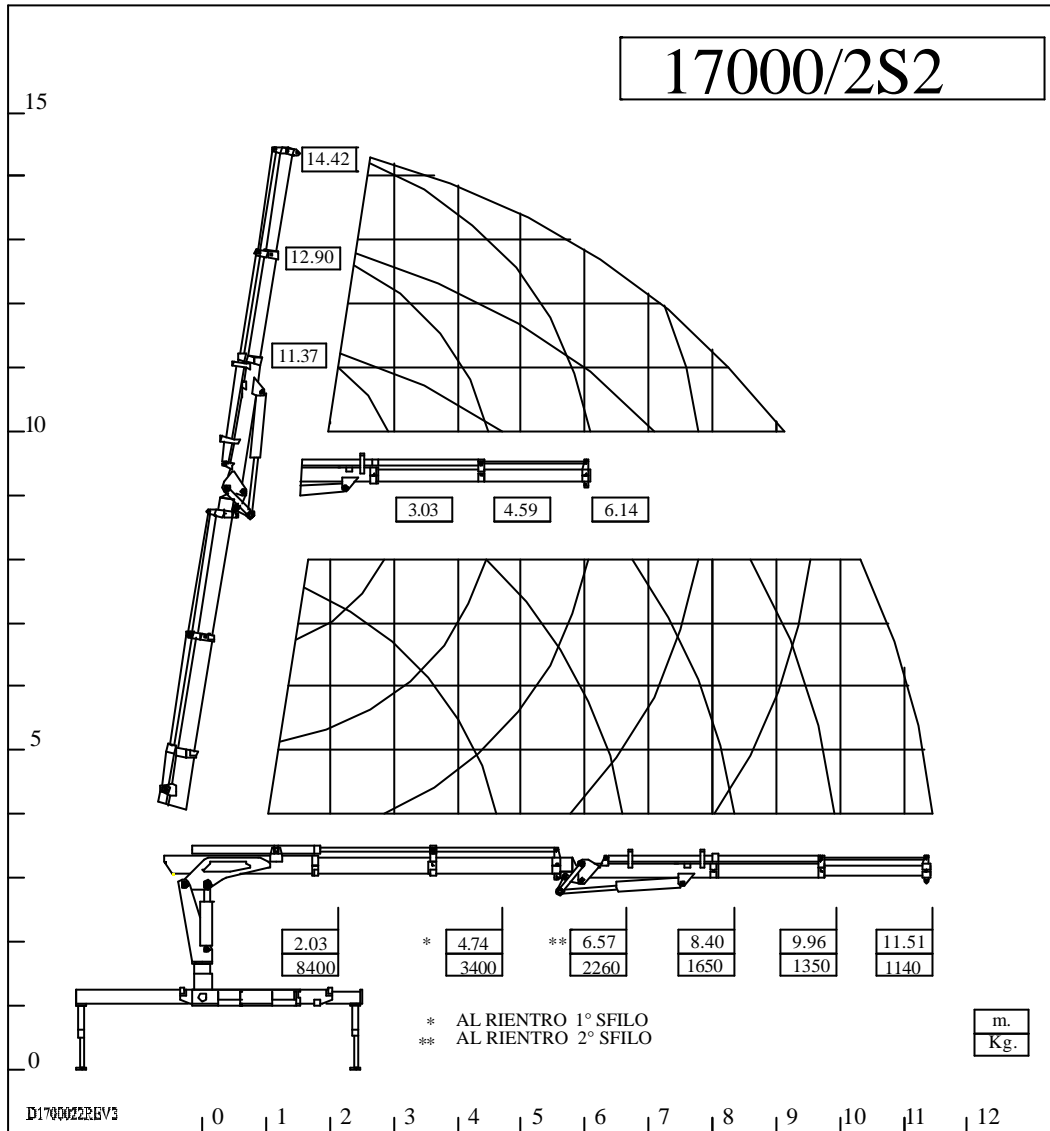 17000/2S2
15
14.42
12.90
11.37
10
3.03 4.59 6.14
5
2.03 * 4.74 ** 6.57 8.40 9.96 11.51
8400 3400 2260 1650 1350 1140
* AL RIENTRO 1° SFILO
** AL RIENTRO 2° SFILO
m.
Kg.
0
0 1 2 3 4 5 6 7 8 9 10 11 12